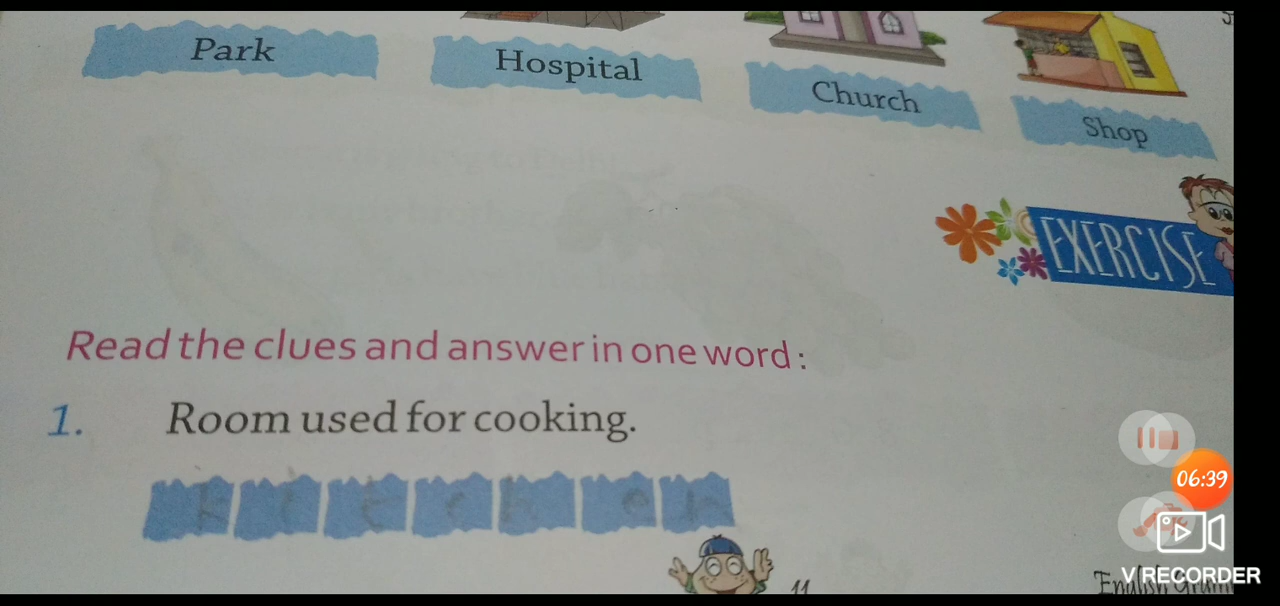 Park
Hospital
Church
Shop
EXERCISE
Read the clues and answer in one word :
1. Room used for cooking.
k i t c h e n
06:39
11
V RECORDER